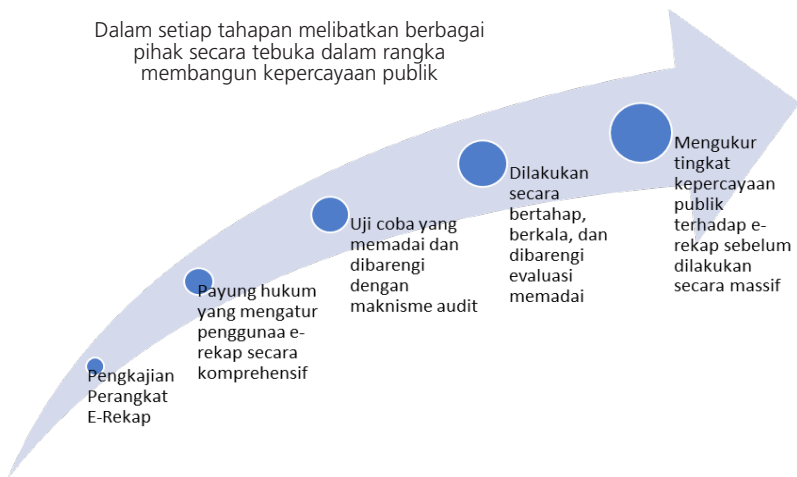 Dalam setiap tahapan melibatkan berbagai
pihak secara tebuka dalam rangka
membangun kepercayaan publik
Pengkajian
Perangkat
E-Rekap
Payung hukum
yang mengatur
penggunaa e-
rekap secara
komprehensif
Uji coba yang
memadai dan
dibarengi
dengan
maknisme audit
Dilakukan
secara
bertahap,
berkala, dan
dibarengi
evaluasi
memadai
Mengukur
tingkat
kepercayaan
publik
terhadap e-
rekap sebelum
dilakukan
secara massif